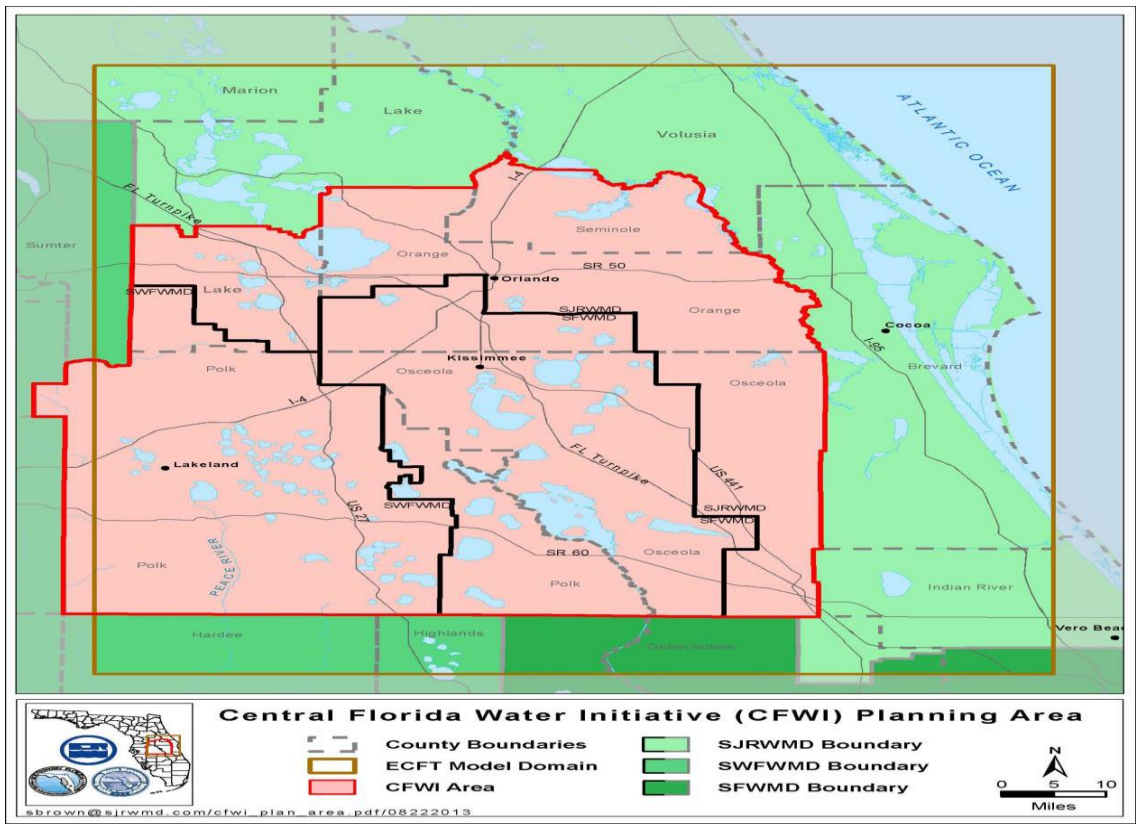 Marion
Lake
Volusia
ATLANTIC OCEAN
I-4
FL Turnpike
Sumter
Seminole
Orange
SR 50
Orlando
SWFWMD
Lake
SJRWMD
SFWMD
Orange
Cocoa
I-95
Brevard
Polk
Kissimmee
Osceola
Osceola
I-4
Lakeland
FL Turnpike
US 441
US 27
SWFWMD
SJRWMD
SFWMD
SR 60
Osceola
Polk
PEACE RIVER
Polk
Indian River
Hardee
Highlands
Okeechobee
Vero Beac
Central Florida Water Initiative (CFWI) Planning Area
County Boundaries
ECFT Model Domain
CFWI Area
SJRWMD Boundary
SWFWMD Boundary
SFWMD Boundary
N
0 5 10
Miles
sbrown@sjrwmd.com/cfwi_plan_area.pdf/08222013